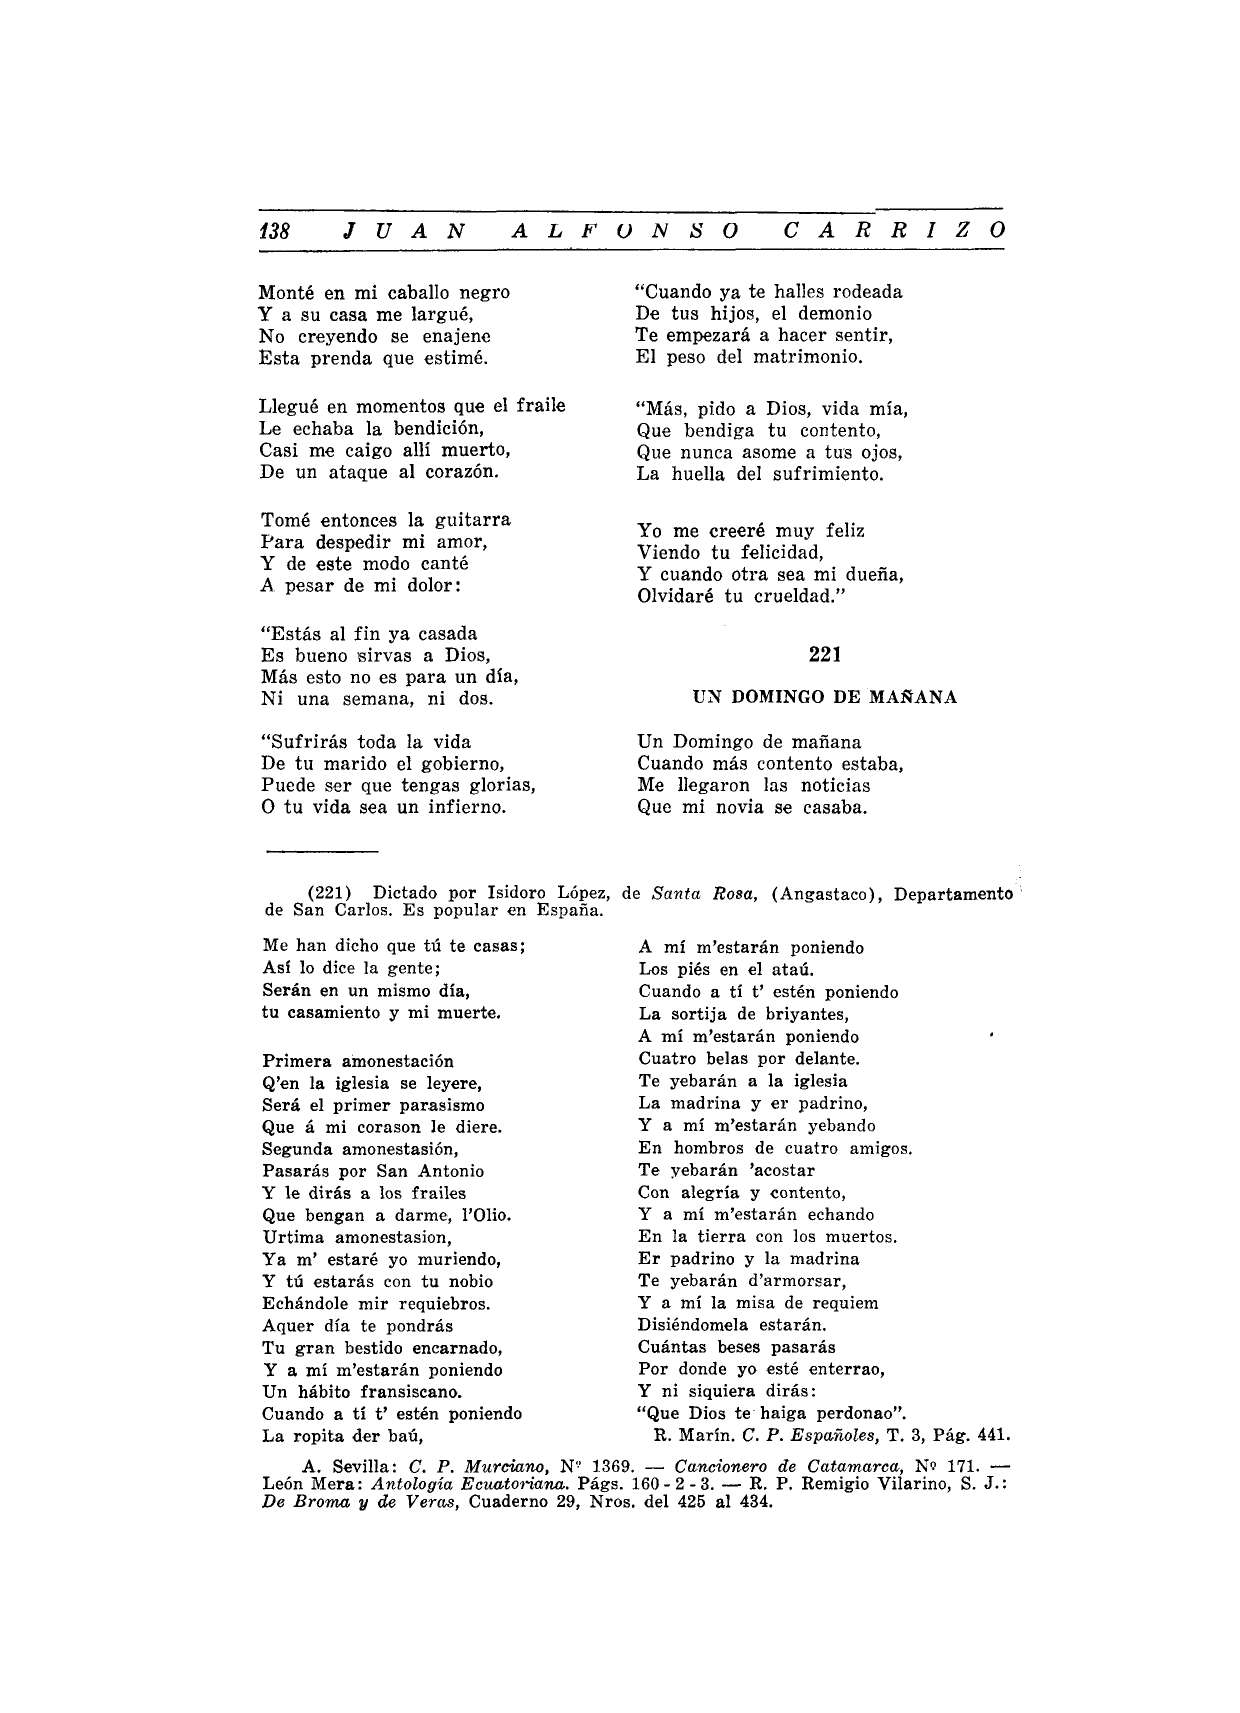 138 JUAN ALFONSO CARRIZO
Monté en mi caballo negro
Y a su casa me largué,
No creyendo se enajene
Esta prenda que estimé.
Llegué en momentos que el fraile
Le echaba la bendición,
Casi me caigo allí muerto,
De un ataque al corazón.
Tomé entonces la guitarra
Para despedir mi amor,
Y de este modo canté
A pesar de mi dolor:
“Estás al fin ya casada
Es bueno sirvas a Dios,
Más esto no es para un día,
Ni una semana, ni dos.
“Sufrirás toda la vida
De tu marido el gobierno,
Puede ser que tengas glorias,
O tu vida sea un infierno.
“Cuando ya te halles rodeada
De tus hijos, el demonio
Te empezará a hacer sentir,
El peso del matrimonio.
“Más, pido a Dios, vida mía,
Que bendiga tu contento,
Que nunca asome a tus ojos,
La huella del sufrimiento.
Yo me creeré muy feliz
Viendo tu felicidad,
Y cuando otra sea mi dueña,
Olvidaré tu crueldad.”
221
UN DOMINGO DE MAÑANA
Un Domingo de mañana
Cuando más contento estaba,
Me llegaron las noticias
Que mi novia se casaba.
(221) Dictado por Isidoro López, de Santa Rosa, (Angastaco), Departamento
de San Carlos. Es popular en España.
Me han dicho que tú te casas;
Así lo dice la gente;
Serán en un mismo día,
tu casamiento y mi muerte.
Primera amonestación
Q'en la iglesia se leyere,
Será el primer parasismo
Que á mi corason le diere.
Segunda amonestasión,
Pasarás por San Antonio
Y le dirás a los frailes
Que bengan a darme, l'Olio.
Urtima amonestasion,
Ya m' estaré yo muriendo,
Y tú estarás con tu nobio
Echándole mir requiebros.
Aquer día te pondrás
Tu gran bestido encarnado,
Y a mí m'estarán poniendo
Un hábito fransiscano.
Cuando a tí t' estén poniendo
La ropita der baú,
A mí m'estarán poniendo
Los piés en el ataú.
Cuando a tí t' estén poniendo
La sortija de briyantes,
A mí m'estarán poniendo
Cuatro belas por delante.
Te yebarán a la iglesia
La madrina y er padrino,
Y a mí m'estarán yebando
En hombros de cuatro amigos.
Te yebarán 'acostar
Con alegría y contento,
Y a mí m'estarán echando
En la tierra con los muertos.
Er padrino y la madrina
Te yebarán d'armorsar,
Y a mí la misa de requiem
Disiéndomela estarán.
Cuántas beses pasarás
Por donde yo esté enterrao,
Y ni siquiera dirás:
“Que Dios te haiga perdonao”.
R. Marín. C. P. Españoles, T. 3, Pág. 441.
A. Sevilla: C. P. Murciano, Nº 1369. — Cancionero de Catamarca, Nº 171. —
León Mera: Antología Ecuatoriana. Págs. 160 - 2 - 3. — R. P. Remigio Vilarino, S. J.:
De Broma y de Veras, Cuaderno 29, Nros. del 425 al 434.